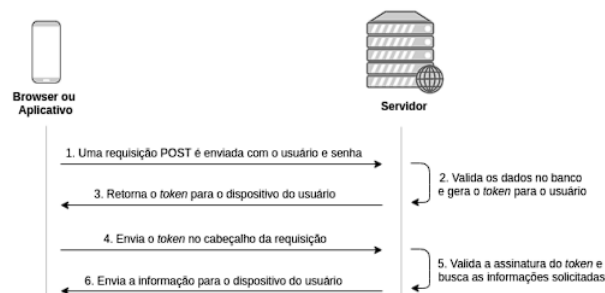 Browser ou
Aplicativo
Servidor
1. Uma requisição POST é enviada com o usuário e senha
2. Valida os dados no banco
e gera o token para o usuário
3. Retorna o token para o dispositivo do usuário
4. Envia o token no cabeçalho da requisição
5. Valida a assinatura do token e
busca as informações solicitadas
6. Envia a informação para o dispositivo do usuário